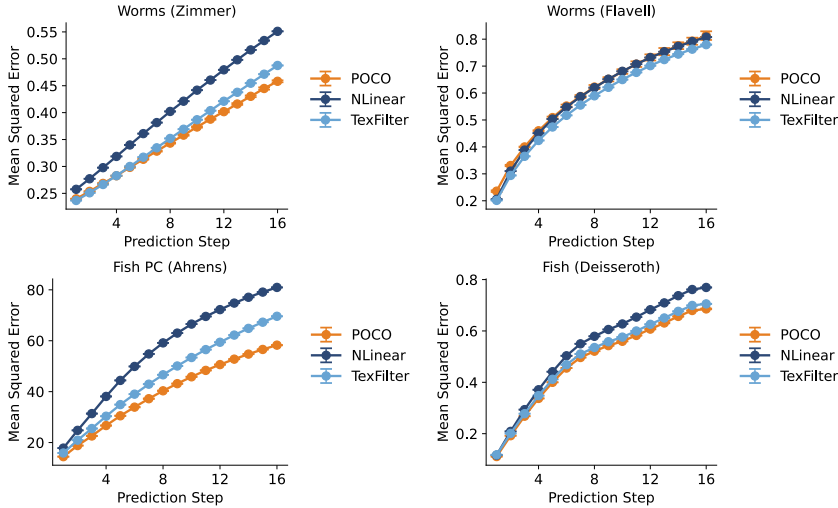 Worms (Zimmer)
Mean Squared Error
0.55
0.50
0.45
0.40
0.35
0.30
0.25
4
8
12
16
Prediction Step
POCO
NLinear
TexFilter
Worms (Flavell)
Mean Squared Error
0.8
0.7
0.6
0.5
0.4
0.3
0.2
4
8
12
16
Prediction Step
POCO
NLinear
TexFilter
Fish PC (Ahrens)
Mean Squared Error
80
60
40
20
4
8
12
16
Prediction Step
POCO
NLinear
TexFilter
Fish (Deisseroth)
Mean Squared Error
0.8
0.6
0.4
0.2
4
8
12
16
Prediction Step
POCO
NLinear
TexFilter